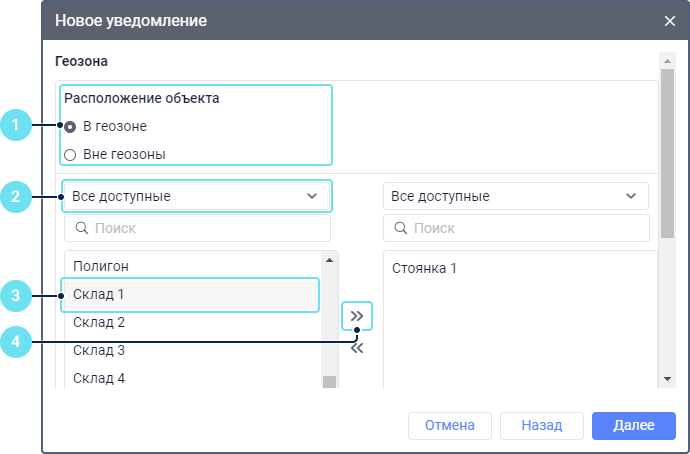 Новое уведомление
Геозона
Расположение объекта
1
В геозоне
Вне геозоны
2
Все доступные
Все доступные
Поиск
Поиск
Полигон
Стоянка 1
3
Склад 1
Склад 2
4
Склад 3
Склад 4
Отмена
Назад
Далее